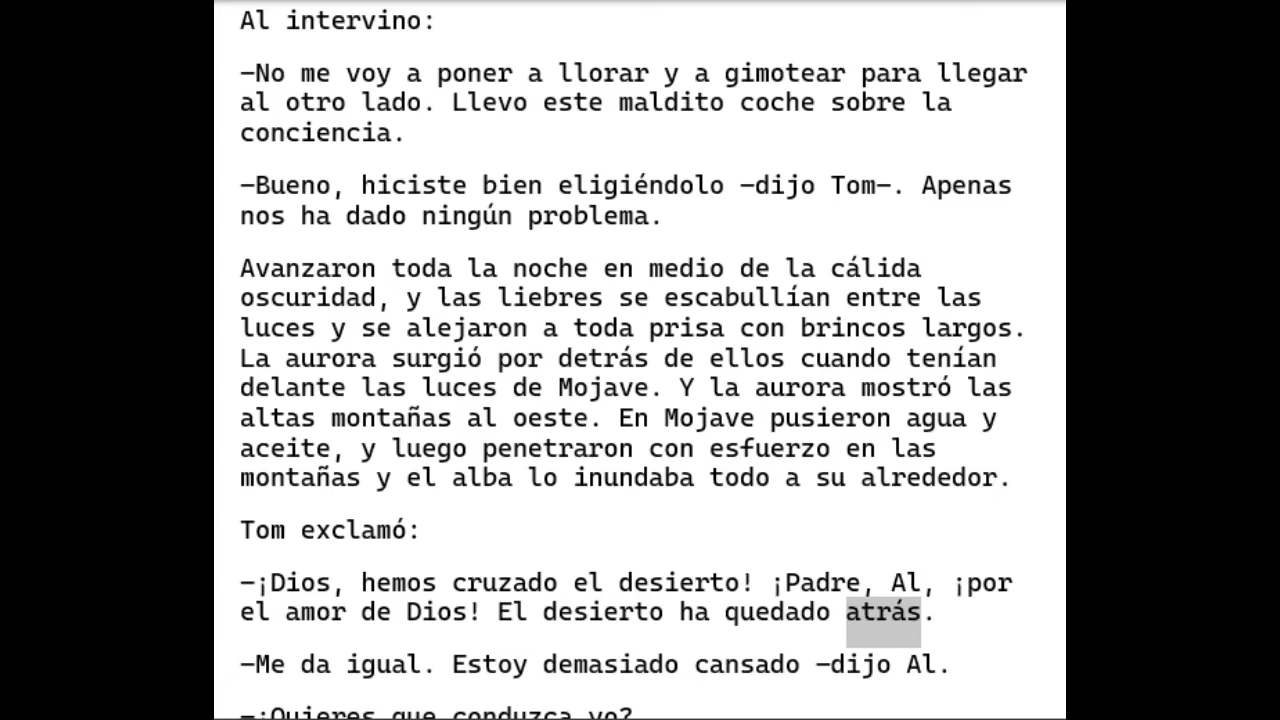 Al intervino:
—No me voy a poner a llorar y a gimotear para llegar
al otro lado. Llevo este maldito coche sobre la
conciencia.
—Bueno, hiciste bien eligiéndolo —dijo Tom—. Apenas
nos ha dado ningún problema.
Avanzaron toda la noche en medio de la cálida
oscuridad, y las liebres se escabullían entre las
luces y se alejaron a toda prisa con brincos largos.
La aurora surgió por detrás de ellos cuando tenían
delante las luces de Mojave. Y la aurora mostró las
altas montañas al oeste. En Mojave pusieron agua y
aceite, y luego penetraron con esfuerzo en las
montañas y el alba lo inundaba todo a su alrededor.
Tom exclamó:
—¡Dios, hemos cruzado el desierto! ¡Padre, Al, ¡por
el amor de Dios! El desierto ha quedado atrás.
—Me da igual. Estoy demasiado cansado —dijo Al.
—¿Quieres que conduzca yo?